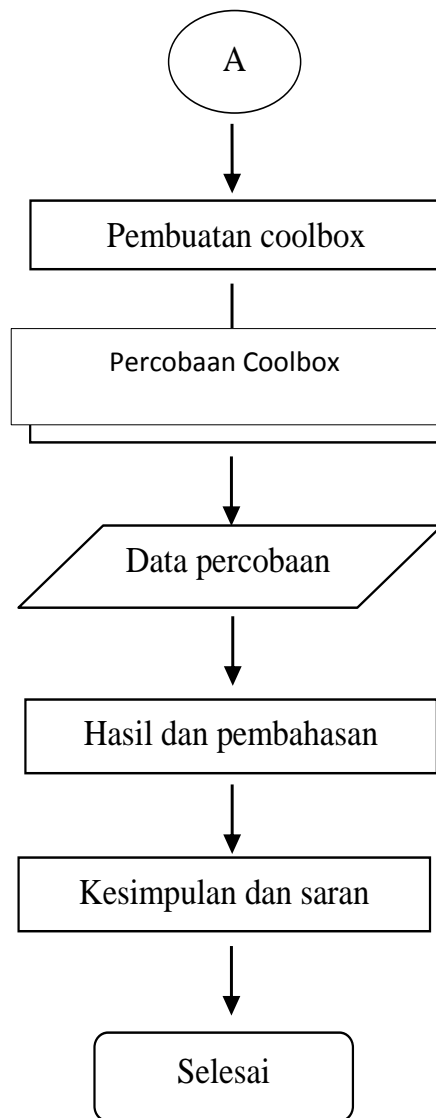 A
Pembuatan coolbox
Percobaan Coolbox
Data percobaan
Hasil dan pembahasan
Kesimpulan dan saran
Selesai